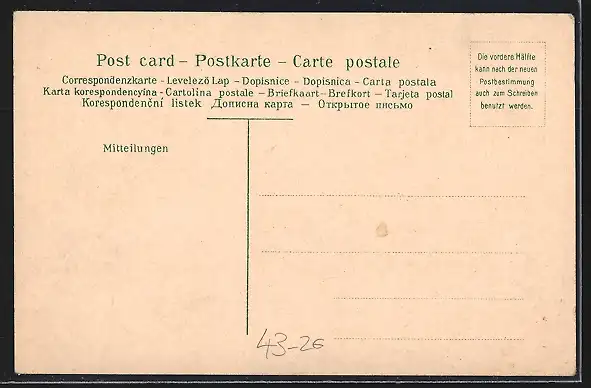 Post card – Postkarte – Carte postale
Correspondenzkarte - Levelező Lap - Dopisnice - Dopisnica - Carta postala
Karta korespondencyina - Cartolina postale – Briefkaart – Brefkort – Tarjeta postal
Korespondenční listek Дописна карта — Открытое письмо
Die vordere Hälfte
kann nach der neuen
Postbestimmung
auch zum Schreiben
benutzt werden.
Mitteilungen
43-26